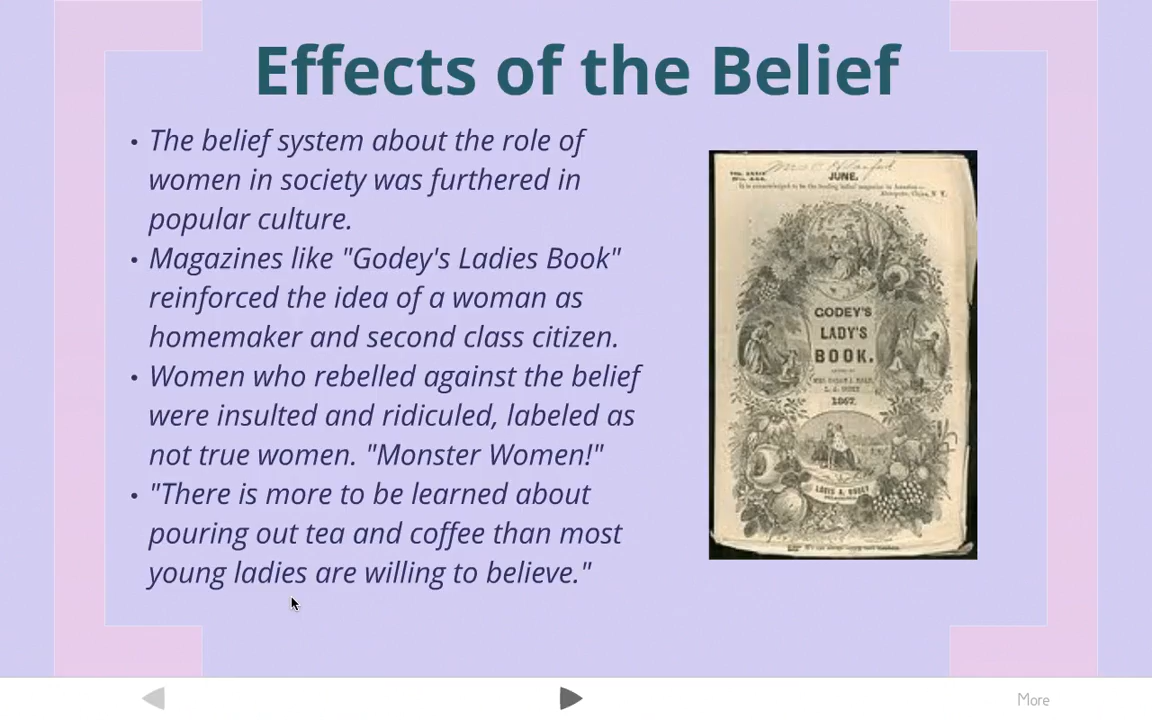 Effects of the Belief
• The belief system about the role of
women in society was furthered in
popular culture.
• Magazines like "Godey's Ladies Book"
reinforced the idea of a woman as
homemaker and second class citizen.
• Women who rebelled against the belief
were insulted and ridiculed, labeled as
not true women. "Monster Women!"
• "There is more to be learned about
pouring out tea and coffee than most
young ladies are willing to believe."
JUNE.
GODEY'S
LADY'S
BOOK.
1867.
LOUIS A. GODEY
More